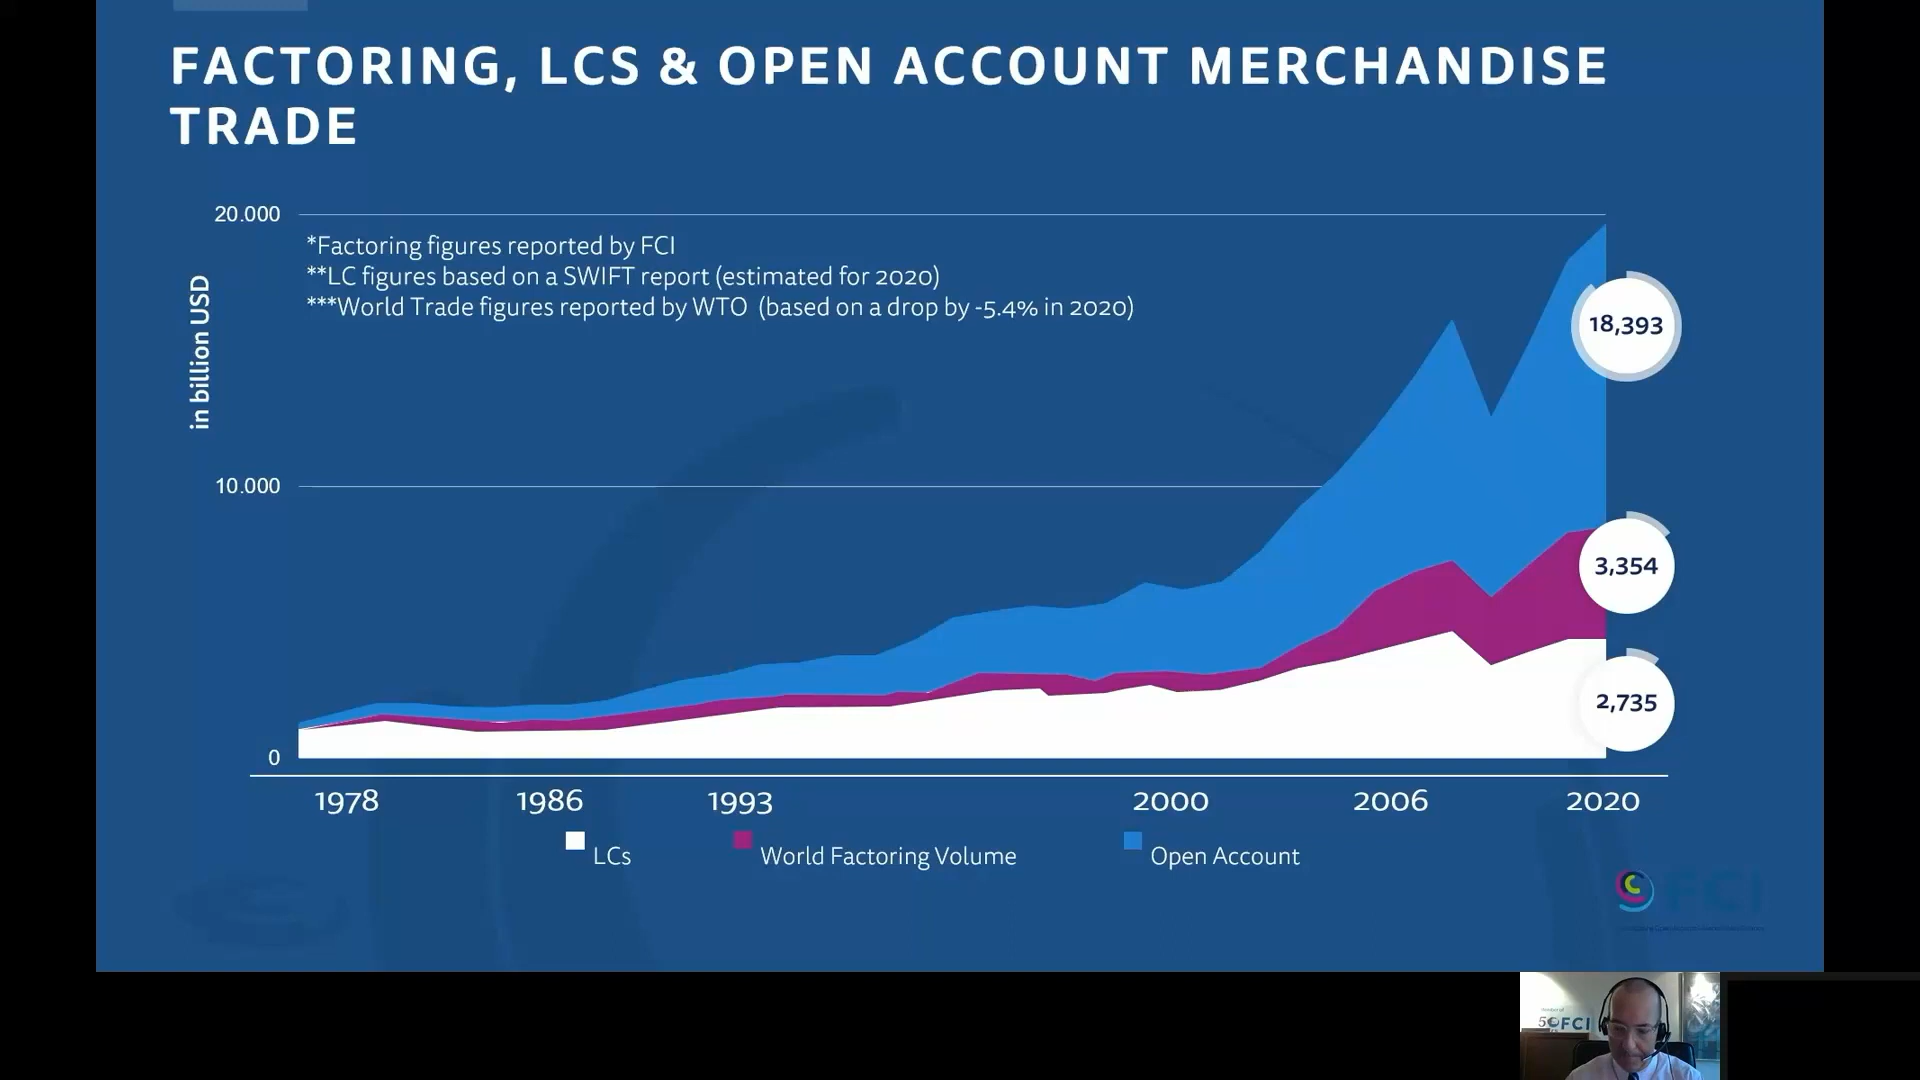 FACTORING, LCS & OPEN ACCOUNT MERCHANDISE
TRADE
20.000
*Factoring figures reported by FCI
**LC figures based on a SWIFT report (estimated for 2020)
***World Trade figures reported by WTO (based on a drop by -5.4% in 2020)
in billion USD
18,393
10.000
3,354
2,735
0
1978 1986 1993 2000 2006 2020
LCs World Factoring Volume Open Account
FCI
FCI